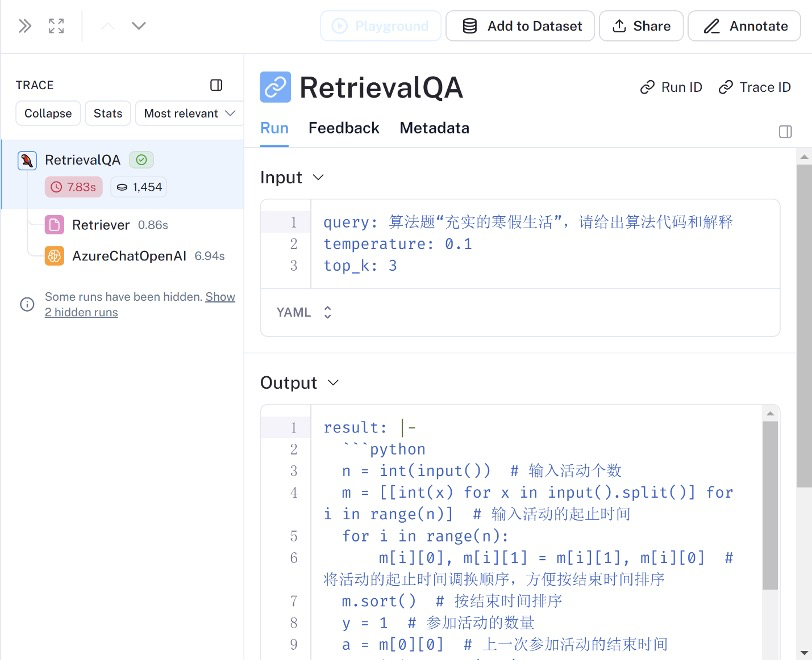 Playground
Add to Dataset
Share
Annotate
TRACE
Collapse
Stats
Most relevant
RetrievalQA
7.83s
1,454
Retriever 0.86s
AzureChatOpenAI 6.94s
Some runs have been hidden. Show
2 hidden runs
RetrievalQA
Run ID
Trace ID
Run
Feedback
Metadata
Input
1 query: 算法题“充实的寒假生活”，请给出算法代码和解释
2 temperature: 0.1
3 top_k: 3
YAML
Output
1 result: |-
2 ```python
3 n = int(input())  # 输入活动个数
4 m = [[int(x) for x in input().split()] for
i in range(n)]  # 输入活动的起止时间
5 for i in range(n):
6 m[i][0], m[i][1] = m[i][1], m[i][0]  #
将活动的起止时间调换顺序，方便按结束时间排序
7 m.sort()  # 按结束时间排序
8 y = 1  # 参加活动的数量
9 a = m[0][0]  # 上一次参加活动的结束时间